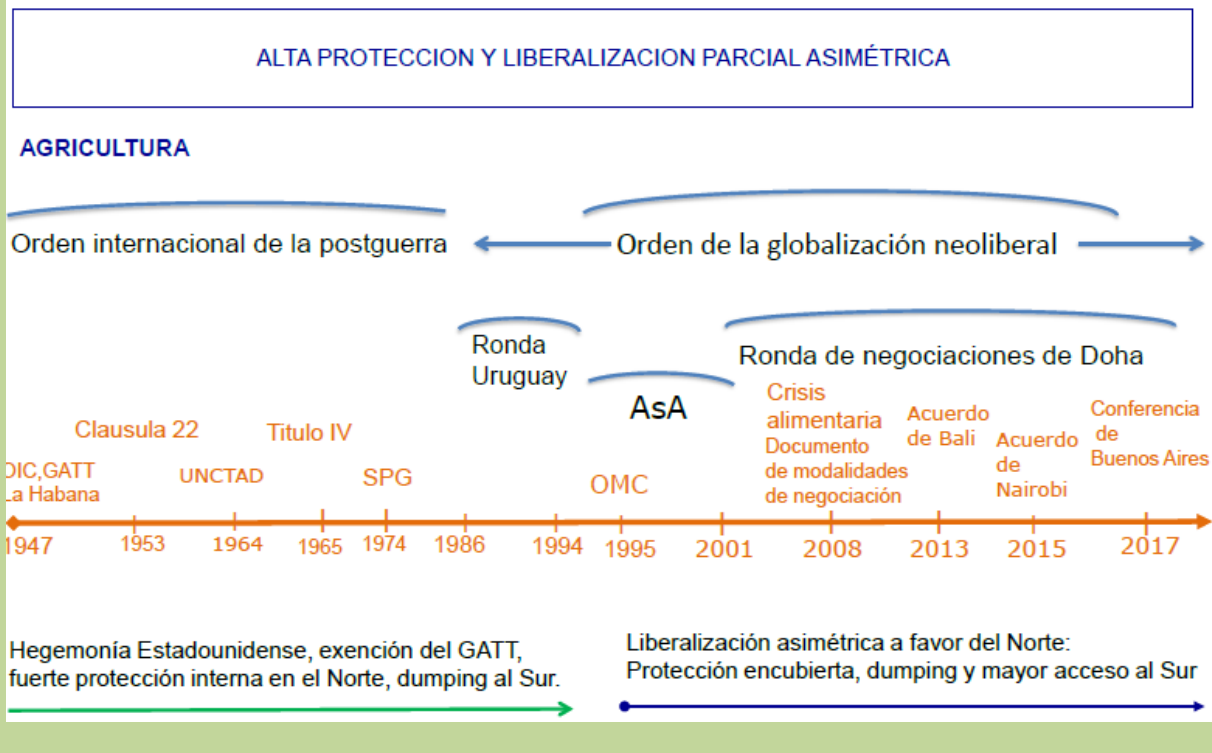 ALTA PROTECCION Y LIBERALIZACION PARCIAL ASIMÉTRICA
AGRICULTURA
Orden internacional de la postguerra
Orden de la globalización neoliberal
Ronda
Uruguay
Ronda de negociaciones de Doha
AsA
Clausula 22
Titulo IV
Crisis
alimentaria
Documento
de modalidades
de negociación
Acuerdo
de Bali
Acuerdo
de
Nairobi
Conferencia
de
Buenos Aires
OIC,GATT
La Habana
UNCTAD
SPG
OMC
1947
1953
1964
1965
1974
1986
1994
1995
2001
2008
2013
2015
2017
Hegemonía Estadounidense, exención del GATT,
fuerte protección interna en el Norte, dumping al Sur.
Liberalización asimétrica a favor del Norte:
Protección encubierta, dumping y mayor acceso al Sur